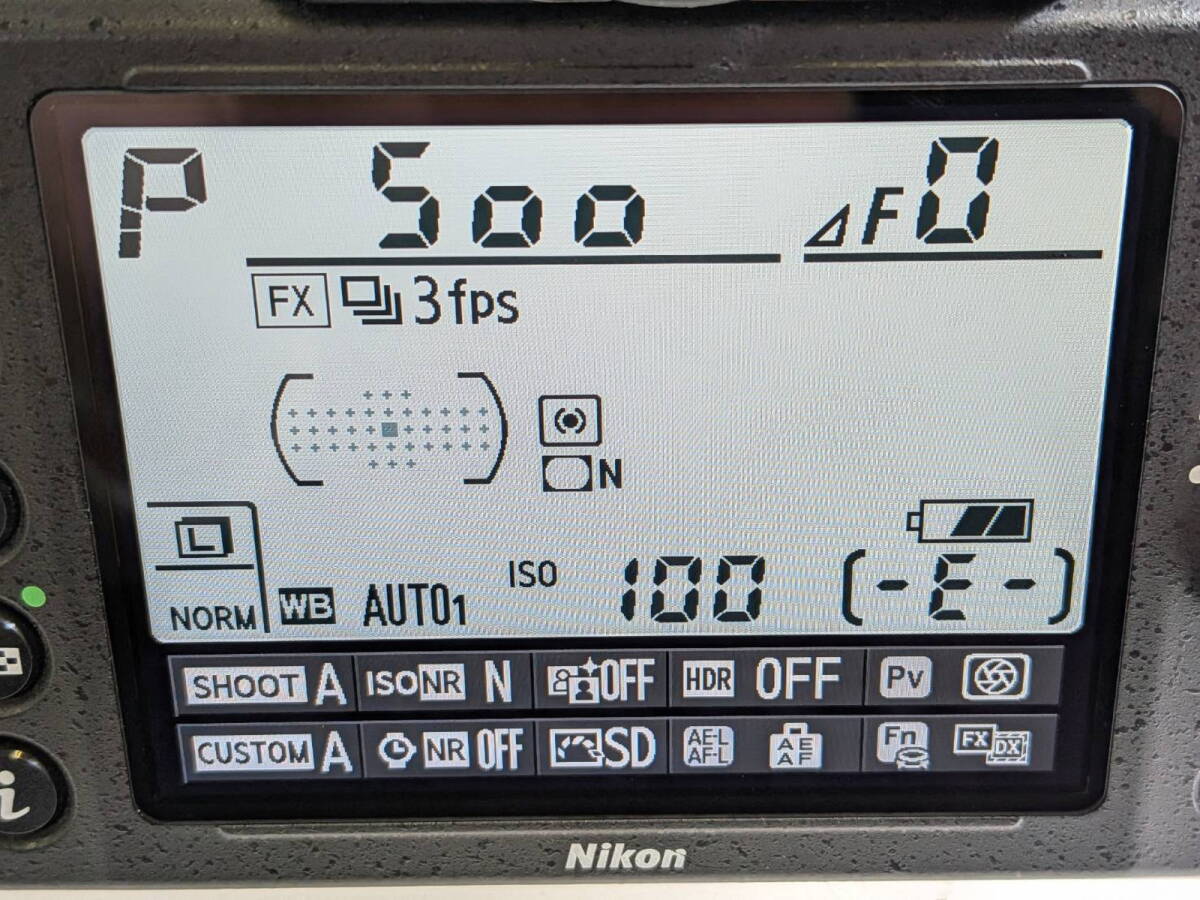 P 500 ⊿F0
FX 3fps
N
L
NORM WB AUTO1 ISO 100 (-E-)
SHOOT A ISO NR N OFF HDR OFF Pv
CUSTOM A NR OFF SD AE-L AF-L AE AF Fn FX DX
i
Nikon